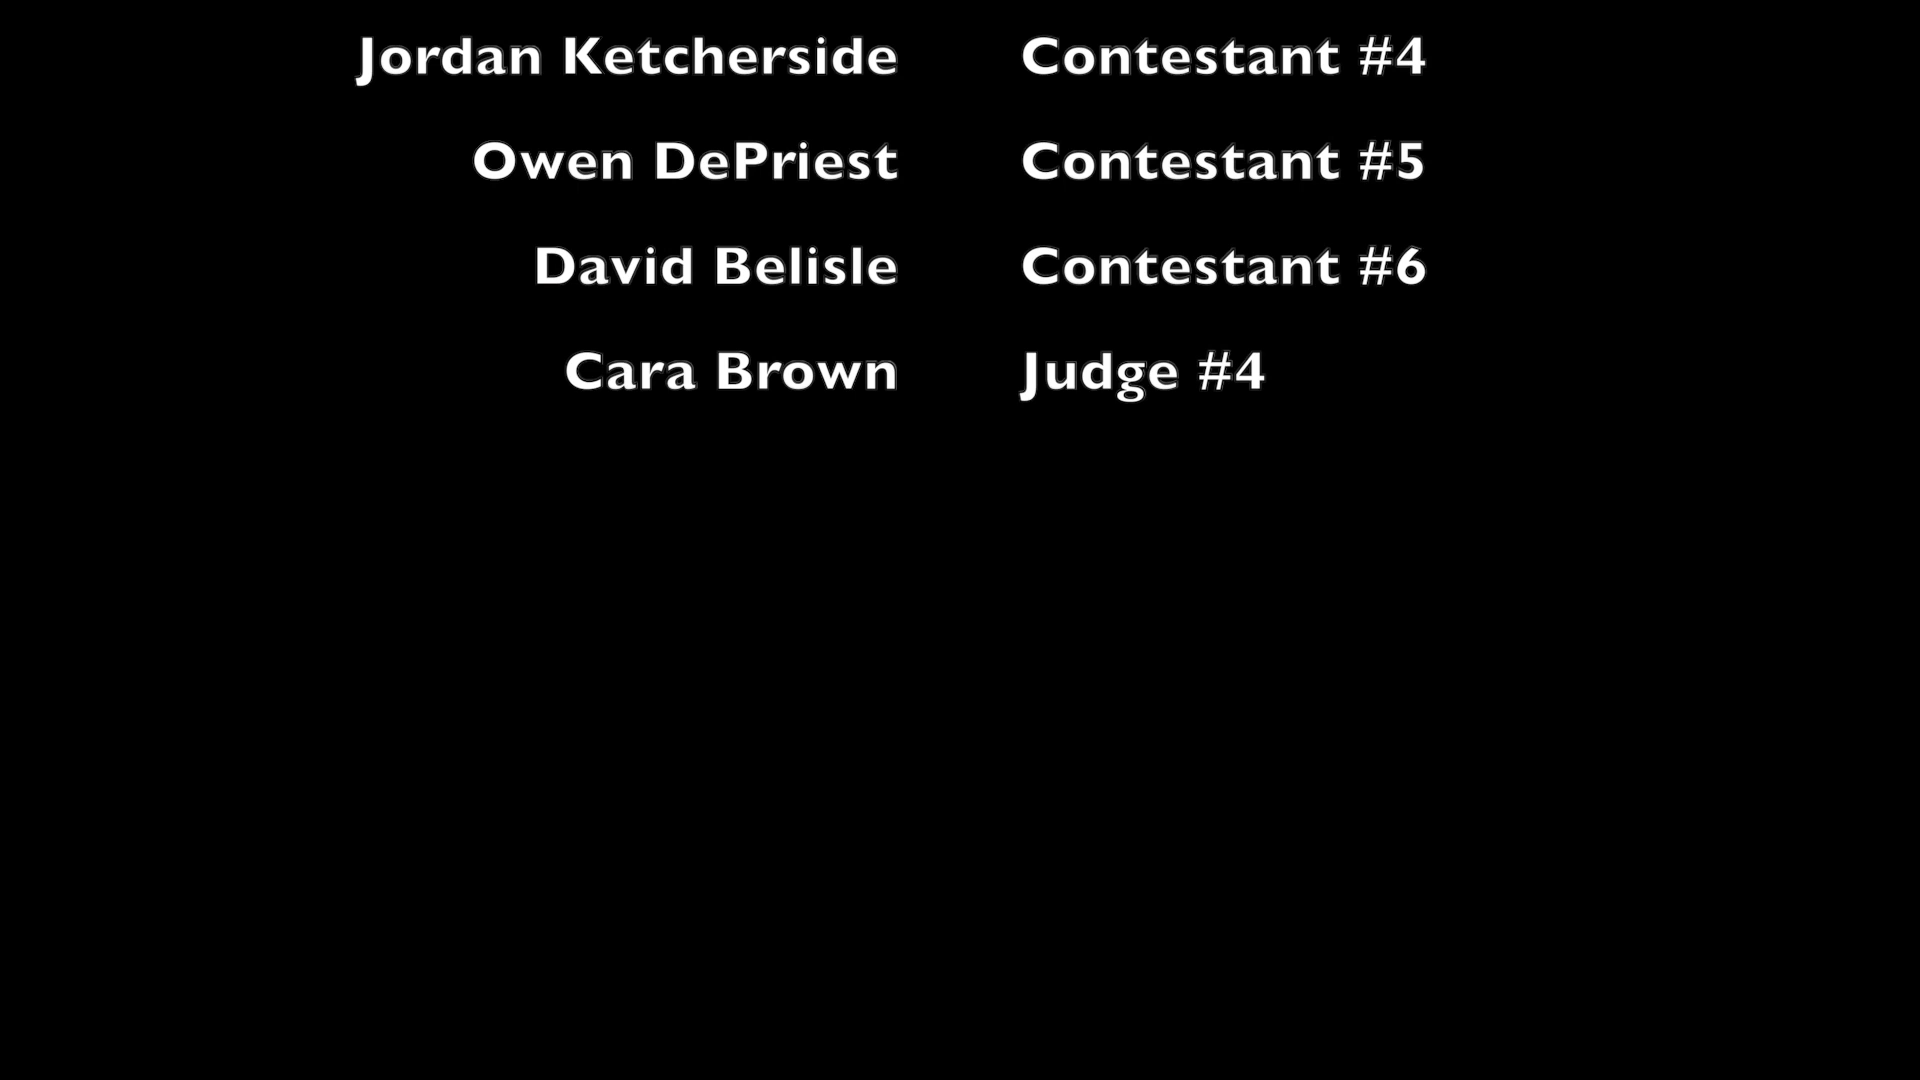 Jordan Ketcherside Contestant #4
Owen DePriest Contestant #5
David Belisle Contestant #6
Cara Brown Judge #4